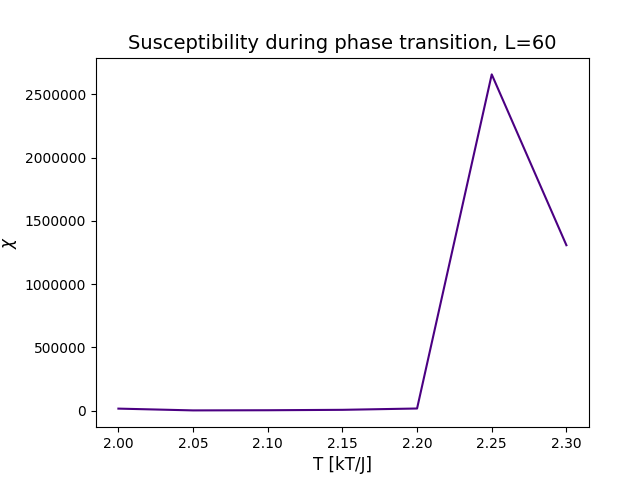 Susceptibility during phase transition, L=60
2500000
2000000
1500000
1000000
500000
0
χ
2.00 2.05 2.10 2.15 2.20 2.25 2.30
T [kT/J]